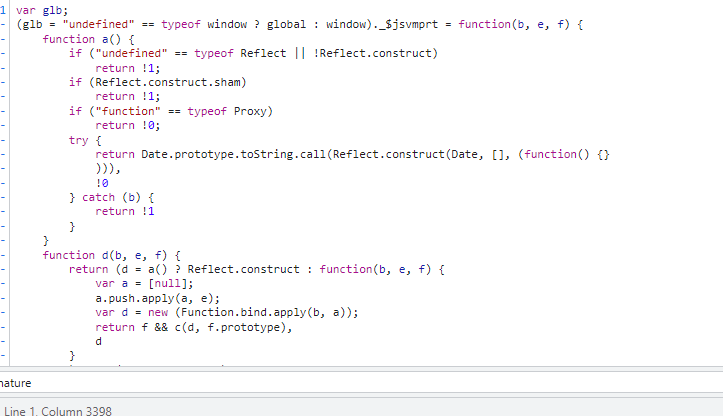 1 var glb;
- (glb = "undefined" == typeof window ? global : window)._$jsvmprt = function(b, e, f) {
-     function a() {
-         if ("undefined" == typeof Reflect || !Reflect.construct)
-             return !1;
-         if (Reflect.construct.sham)
-             return !1;
-         if ("function" == typeof Proxy)
-             return !0;
-         try {
-             return Date.prototype.toString.call(Reflect.construct(Date, [], (function() {}
-             ))),
-             !0
-         } catch (b) {
-             return !1
-         }
-     }
-     function d(b, e, f) {
-         return (d = a() ? Reflect.construct : function(b, e, f) {
-             var a = [null];
-             a.push.apply(a, e);
-             var d = new (Function.bind.apply(b, a));
-             return f && c(d, f.prototype),
-             d
-         }
nature
Line 1, Column 3398